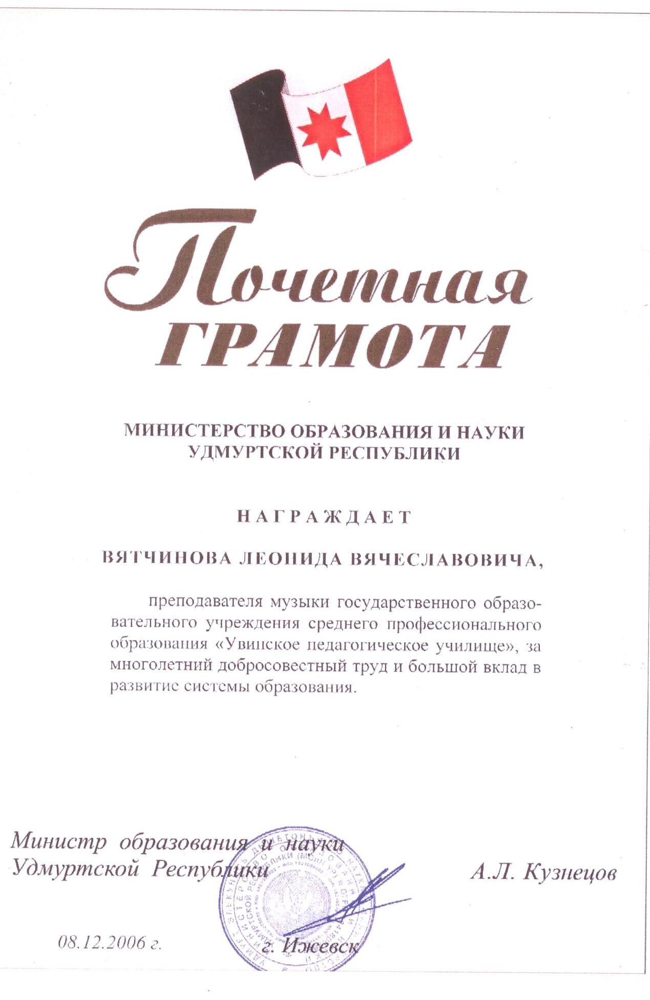 Почетная
ГРАМОТА
МИНИСТЕРСТВО ОБРАЗОВАНИЯ И НАУКИ
УДМУРТСКОЙ РЕСПУБЛИКИ
НАГРАЖДАЕТ
ВЯТЧИНОВА ЛЕОНИДА ВЯЧЕСЛАВОВИЧА,
преподавателя музыки государственного образо-
вательного учреждения среднего профессионального
образования «Увинское педагогическое училище», за
многолетний добросовестный труд и большой вклад в
развитие системы образования.
Министр образования и науки
Удмуртской Республики
А.Л. Кузнецов
08.12.2006 г.
г. Ижевск